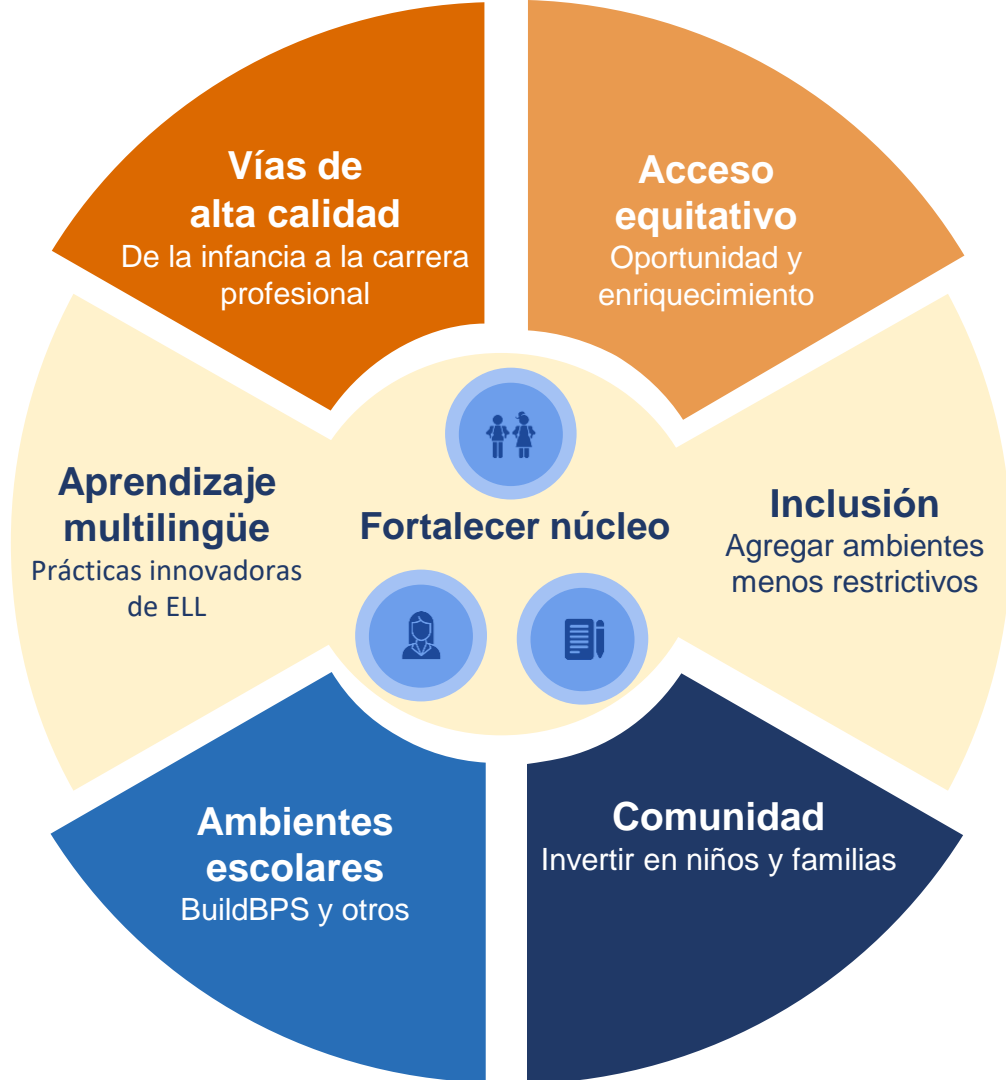 Vías de
alta calidad
De la infancia a la carrera
profesional
Acceso
equitativo
Oportunidad y
enriquecimiento
Aprendizaje
multilingüe
Prácticas innovadoras
de ELL
Fortalecer núcleo
Inclusión
Agregar ambientes
menos restrictivos
Ambientes
escolares
BuildBPS y otros
Comunidad
Invertir en niños y familias